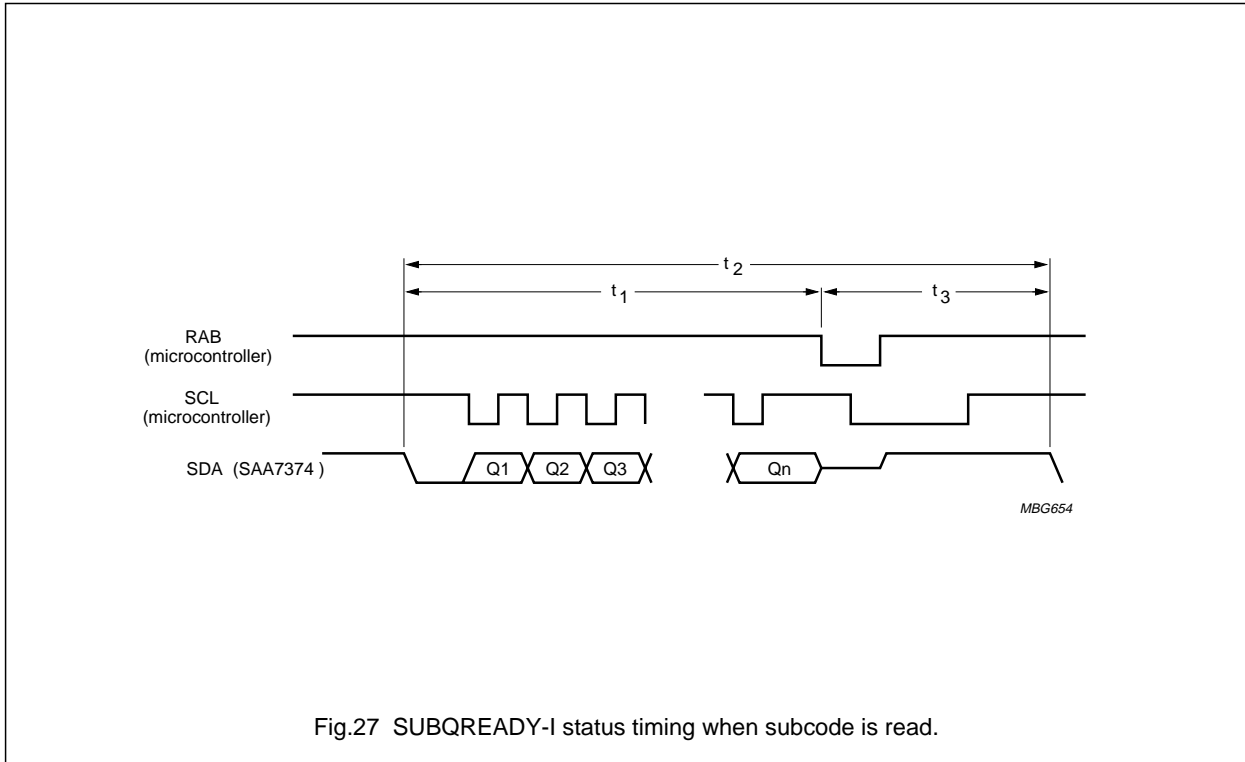 t2
t1
t3
RAB
(microcontroller)
SCL
(microcontroller)
SDA (SAA7374 )
Q1
Q2
Q3
Qn
MBG654
Fig.27 SUBQREADY-I status timing when subcode is read.